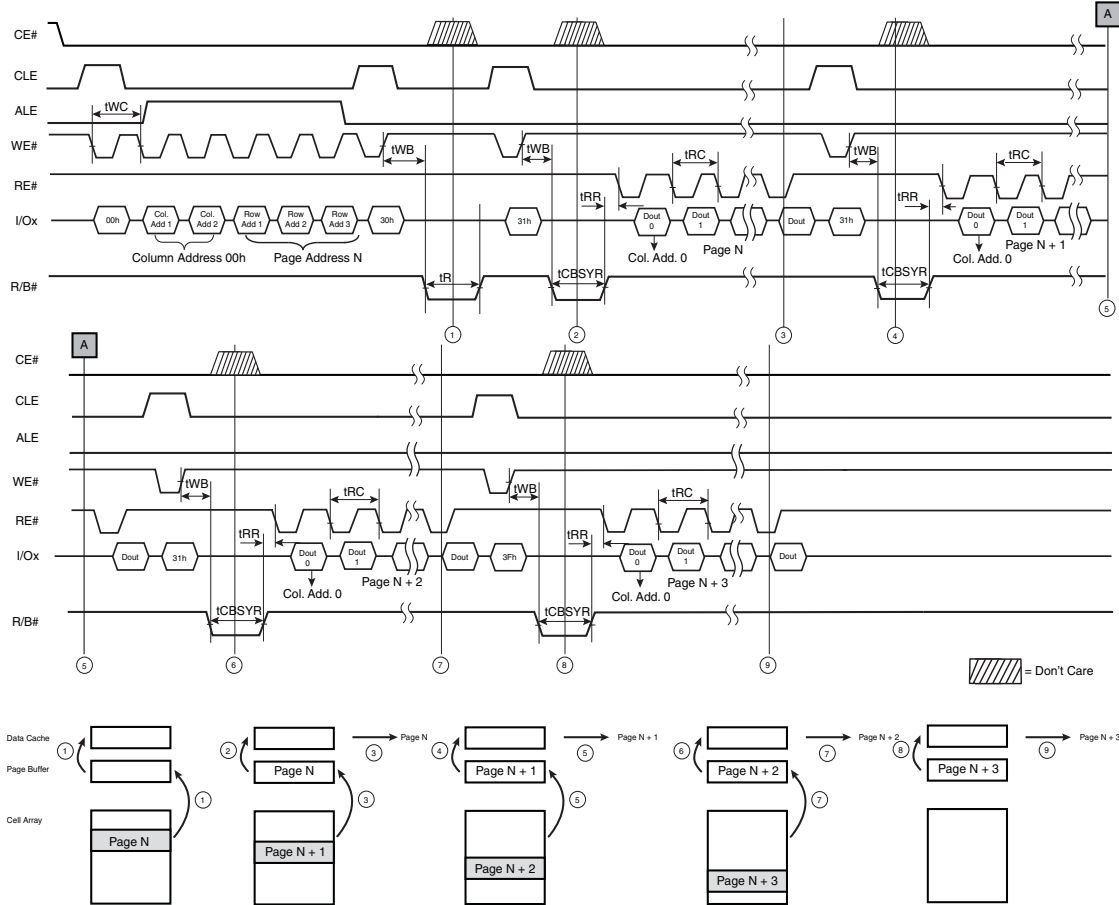 A
CE#
CLE
tWC
ALE
WE#
tWB tWB tWB
tRC tRC
RE#
tRR tRR
I/Ox 00h Col. Add 1 Col. Add 2 Row Add 1 Row Add 2 Row Add 3 30h 31h Dout 0 Dout 1 Dout 31h Dout 0 Dout 1
Column Address 00h Page Address N Page N Page N + 1
Col. Add. 0 Col. Add. 0
tR tCBSYR tCBSYR
R/B#
1 2 3 4 5
A
CE#
CLE
ALE
WE#
tWB tWB
tRC tRC
RE#
tRR tRR
I/Ox Dout 31h Dout 0 Dout 1 Dout 3Fh Dout 0 Dout 1 Dout
Page N + 2 Page N + 3
Col. Add. 0 Col. Add. 0
tCBSYR tCBSYR
R/B#
5 6 7 8 9
= Don't Care
Data Cache 1 2 3 Page N 4 5 Page N + 1 6 7 Page N + 2 8 9 Page N + 3
Page Buffer Page N Page N + 1 Page N + 2 Page N + 3
1 3 5 7
Cell Array
Page N Page N + 1 Page N + 2 Page N + 3